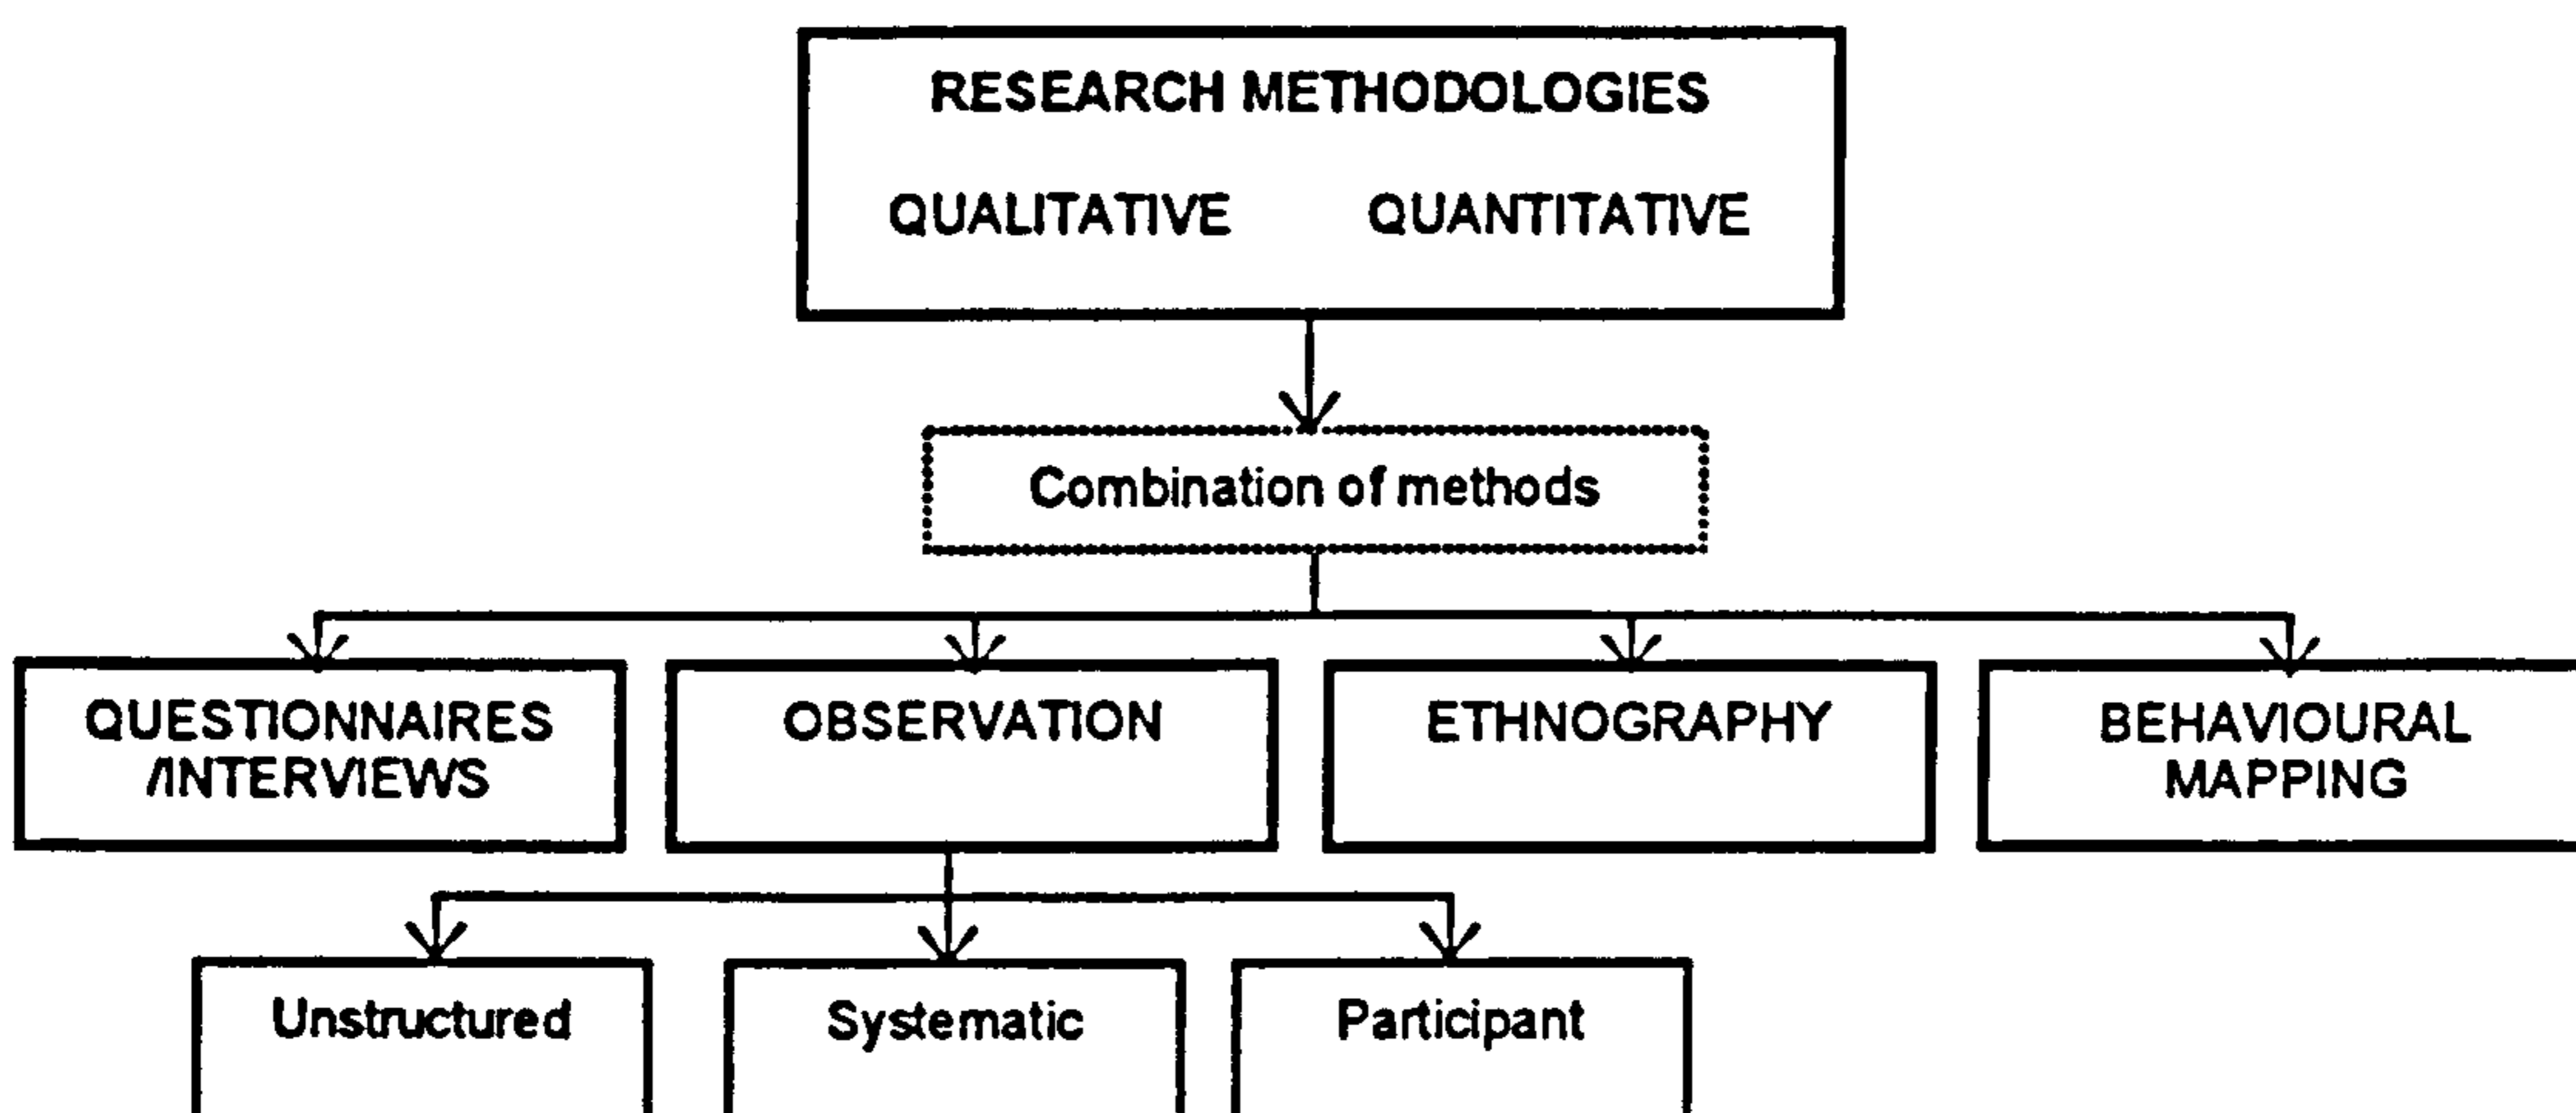 RESEARCH METHODOLOGIES
QUALITATIVE QUANTITATIVE
Combination of methods
QUESTIONNAIRES
/INTERVIEWS
OBSERVATION
ETHNOGRAPHY
BEHAVIOURAL
MAPPING
Unstructured
Systematic
Participant